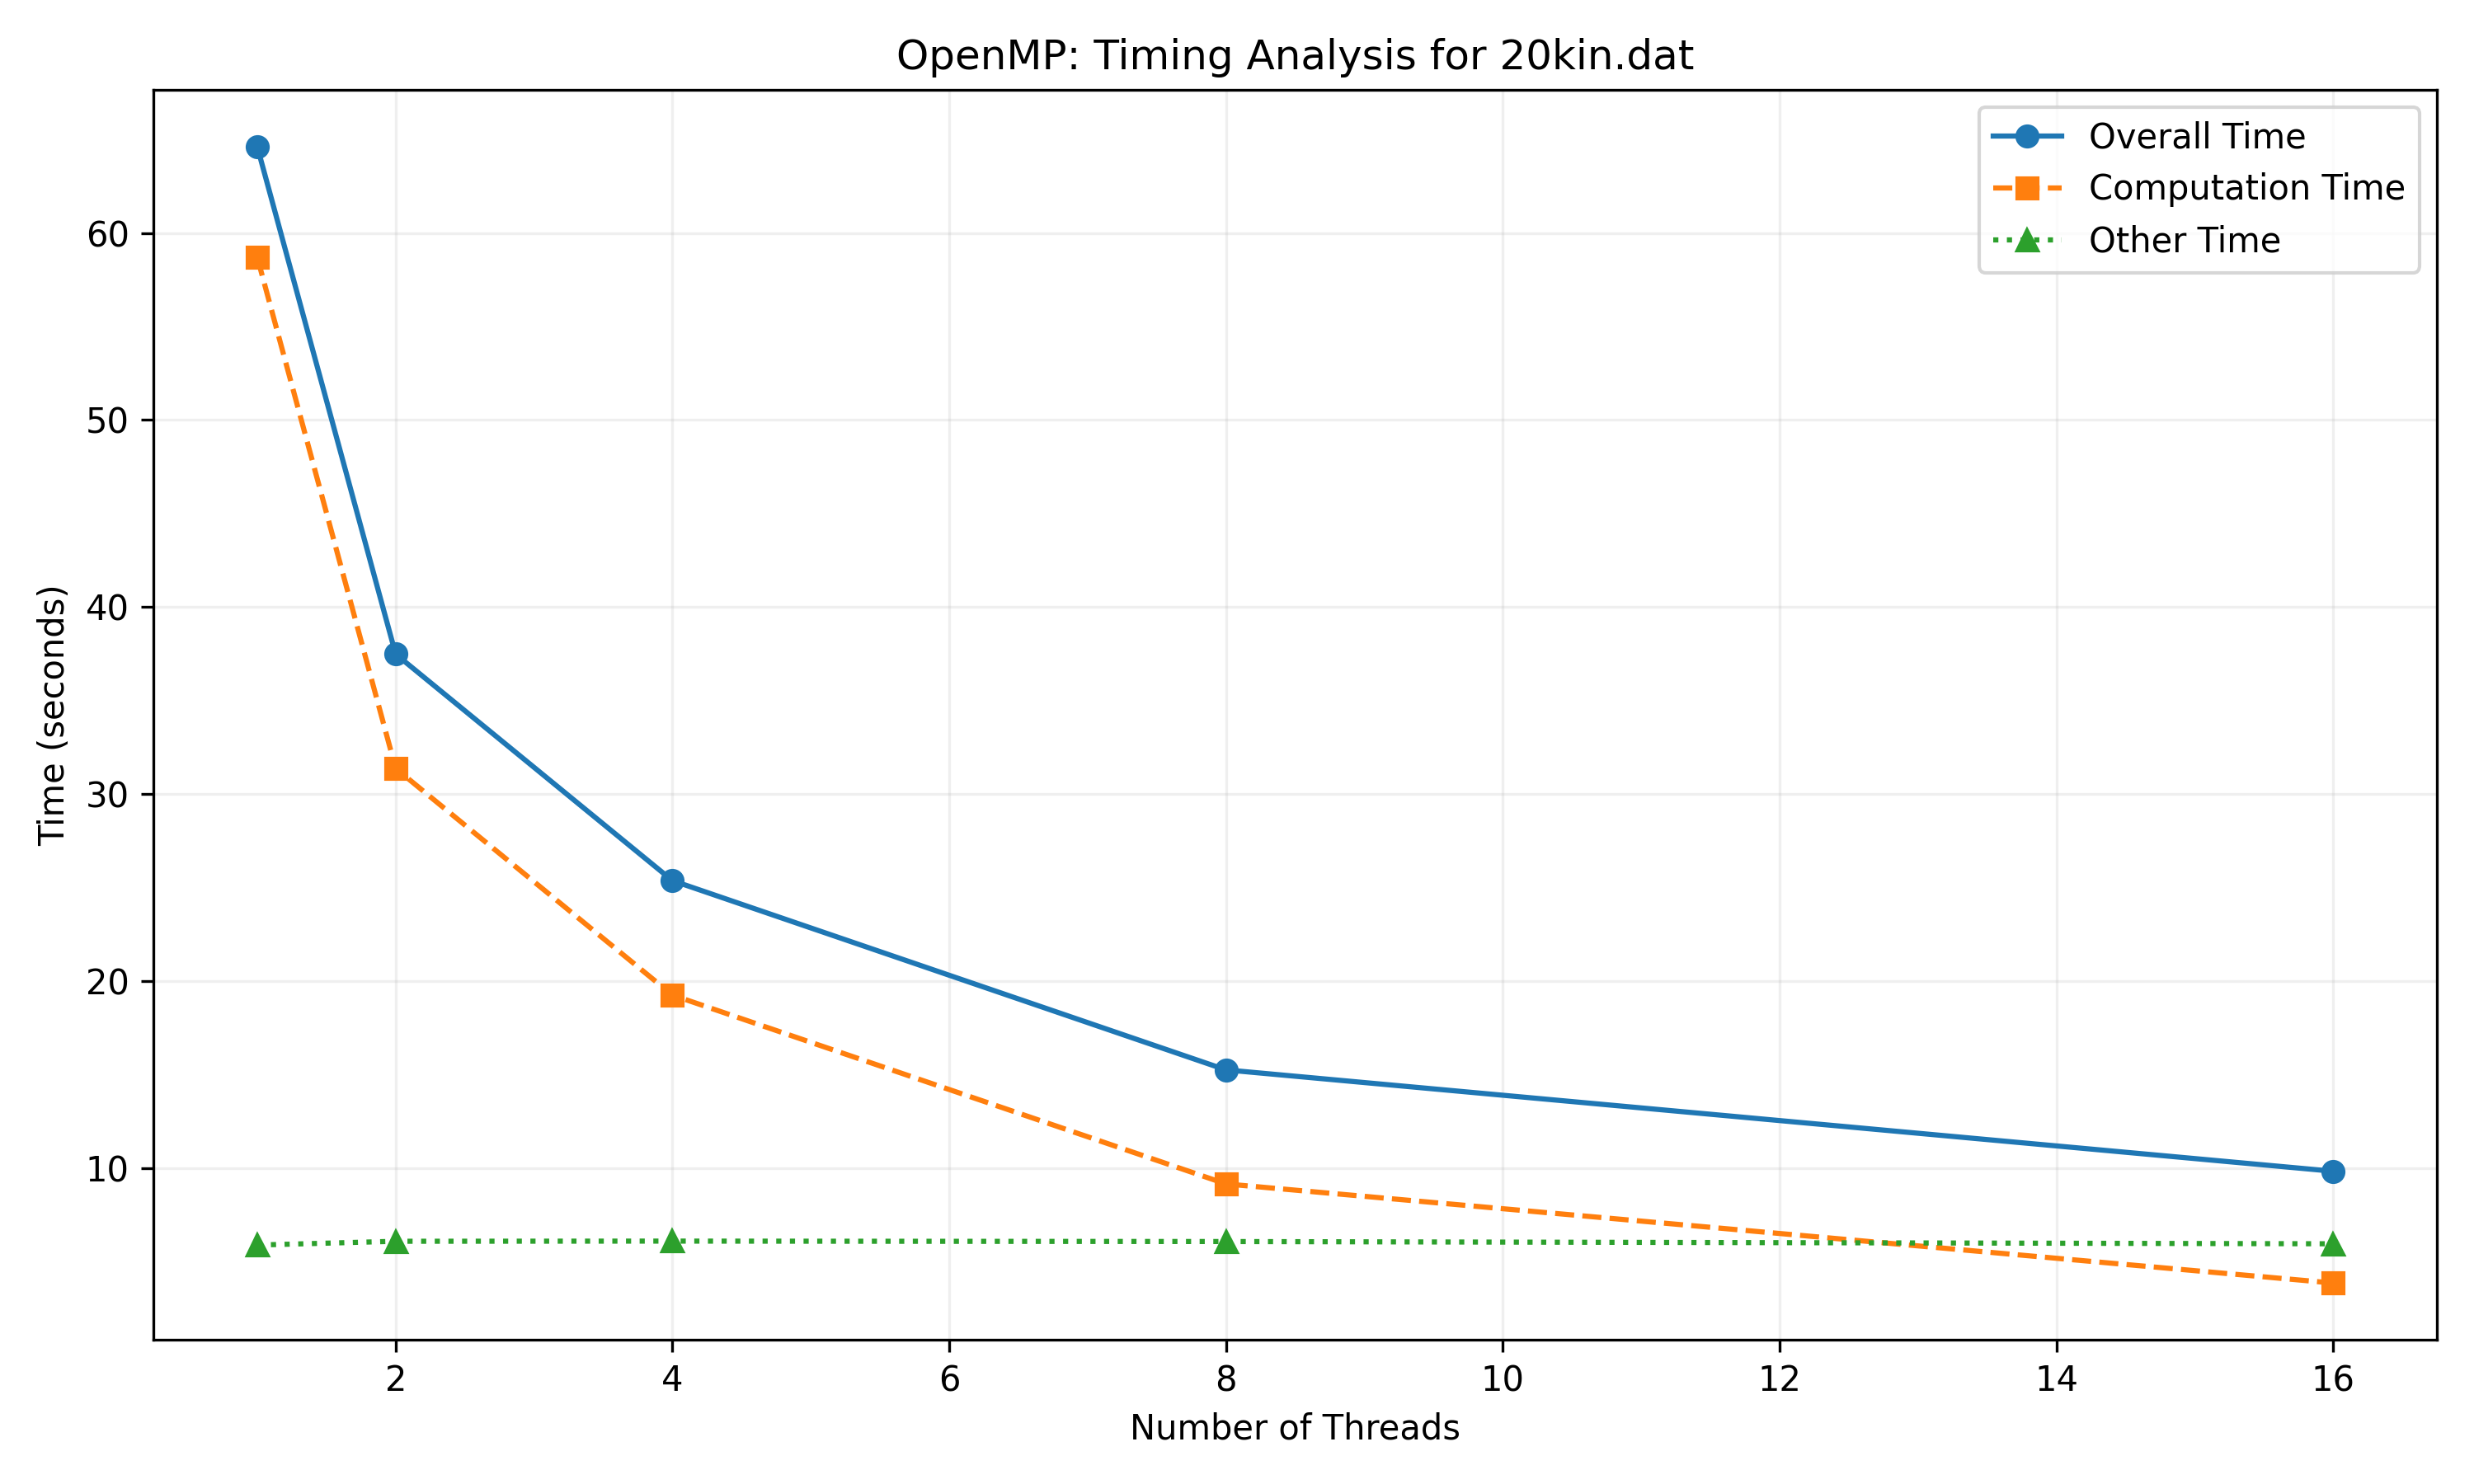 OpenMP: Timing Analysis for 20kin.dat
Overall Time
Computation Time
Other Time
Time (seconds)
60
50
40
30
20
10
2 4 6 8 10 12 14 16
Number of Threads